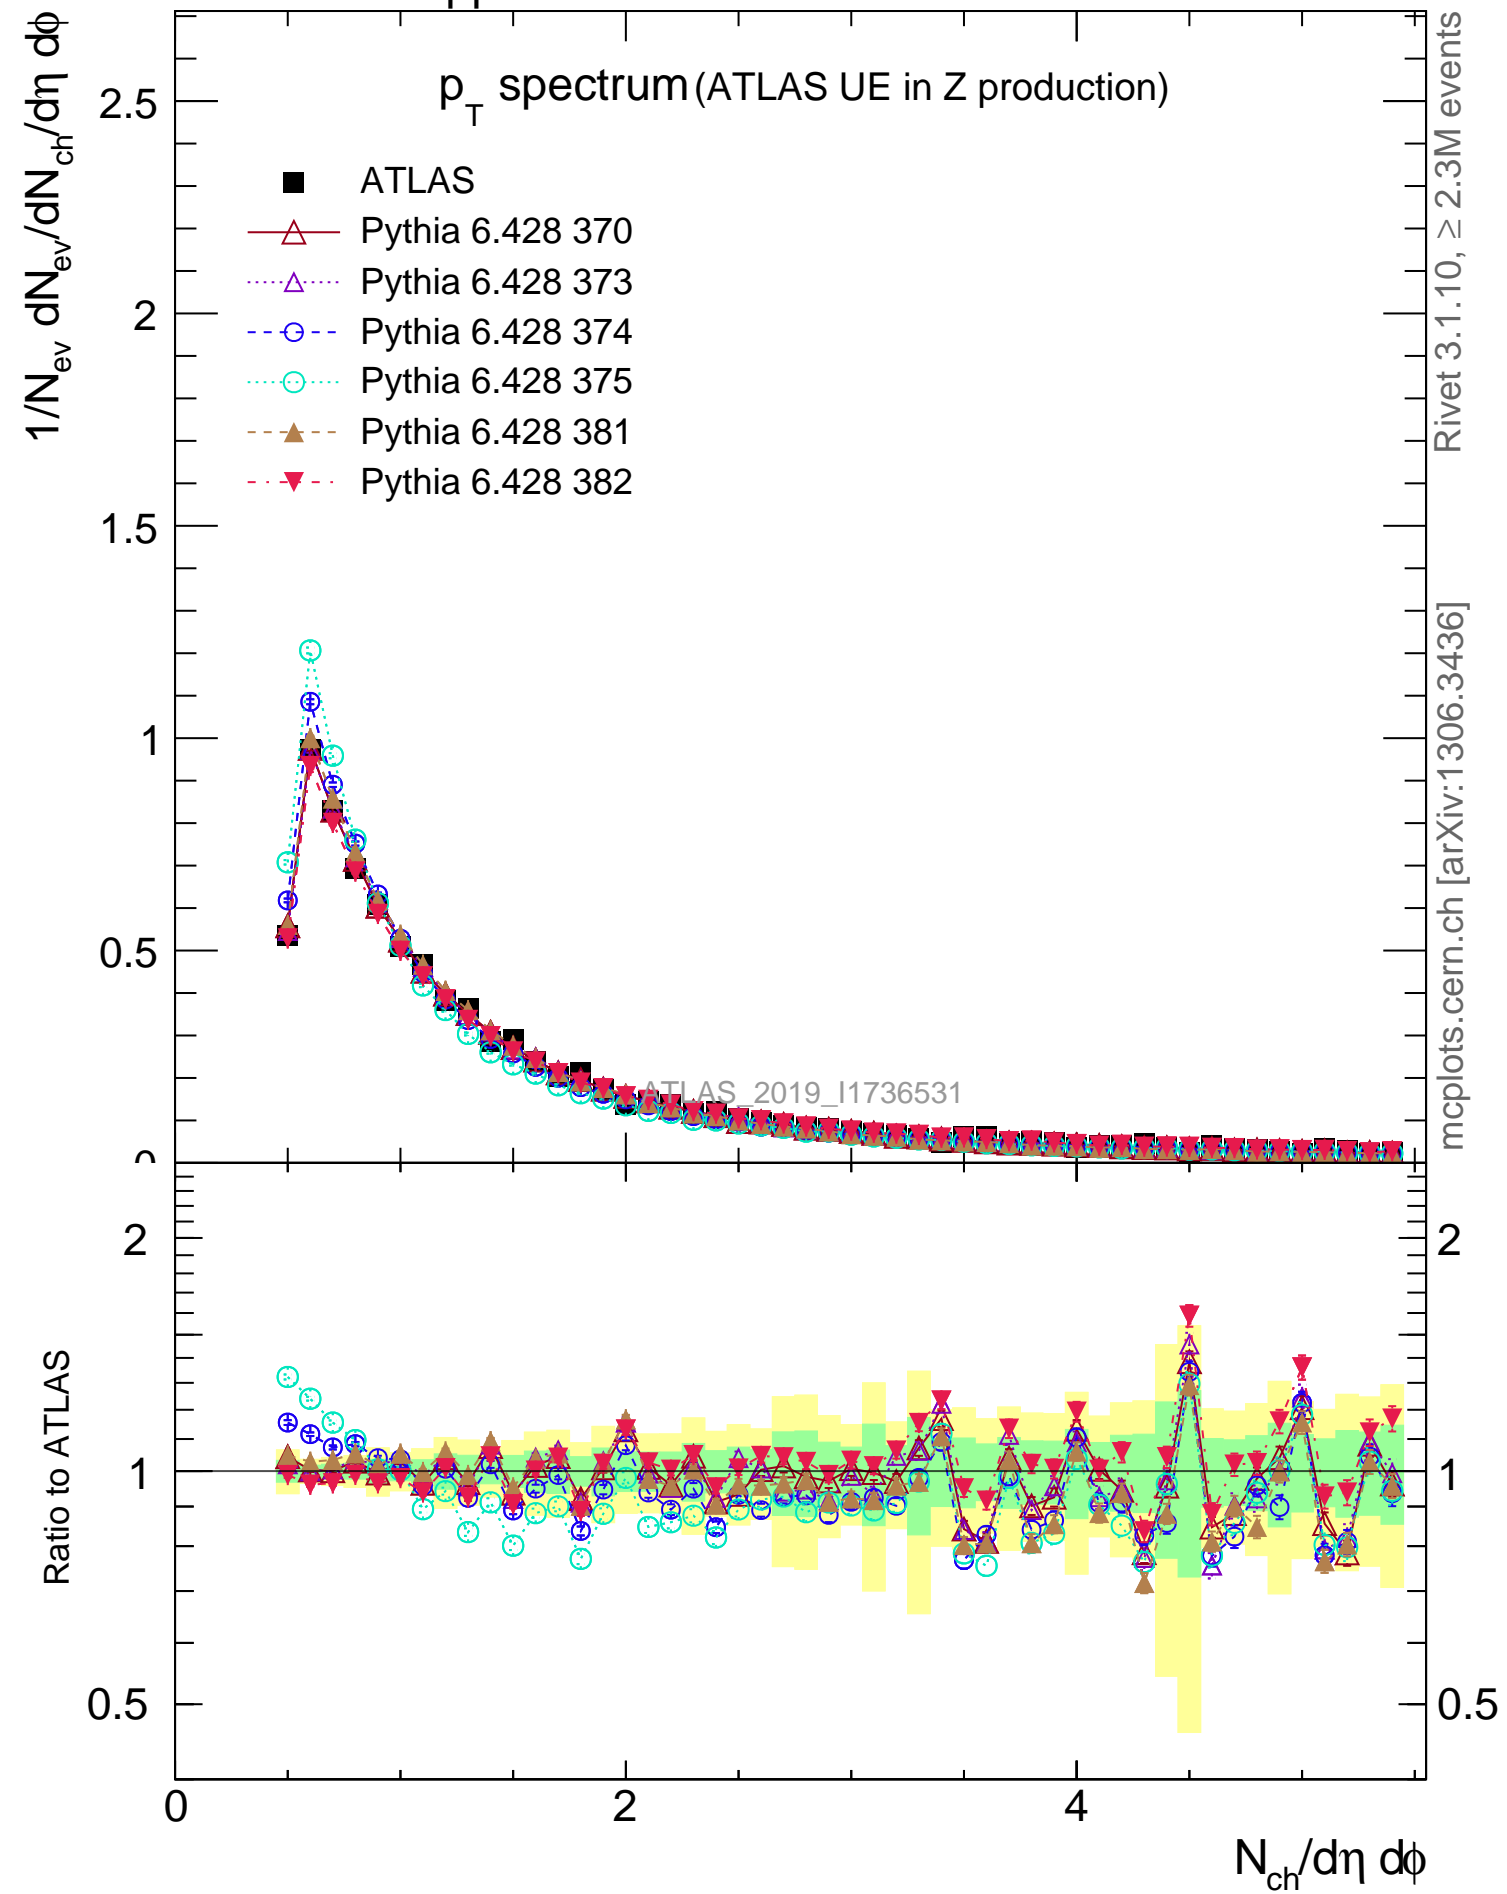 p_T spectrum (ATLAS UE in Z production)
1/N_ev dN_ev/dN_ch/dη dϕ
2.5
2
1.5
1
0.5
0
ATLAS
Pythia 6.428 370
Pythia 6.428 373
Pythia 6.428 374
Pythia 6.428 375
Pythia 6.428 381
Pythia 6.428 382
ATLAS_2019_I1736531
Rivet 3.1.10, ≥ 2.3M events
mcplots.cern.ch [arXiv:1306.3436]
Ratio to ATLAS
2
1
0.5
2
1
0.5
0
2
4
N_ch/dη dϕ